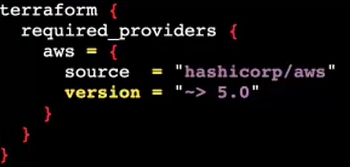 terraform {
  required_providers {
    aws = {
      source  = "hashicorp/aws"
      version = "~> 5.0"
    }
  }
}